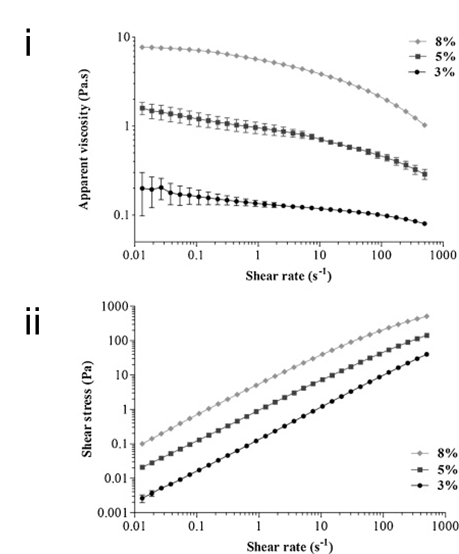 i
10
1
0.1
Apparent viscosity (Pa.s)
8%
5%
3%
0.01 0.1 1 10 100 1000
Shear rate (s⁻¹)
ii
1000
100
10
1
0.1
0.01
0.001
Shear stress (Pa)
8%
5%
3%
0.01 0.1 1 10 100 1000
Shear rate (s⁻¹)